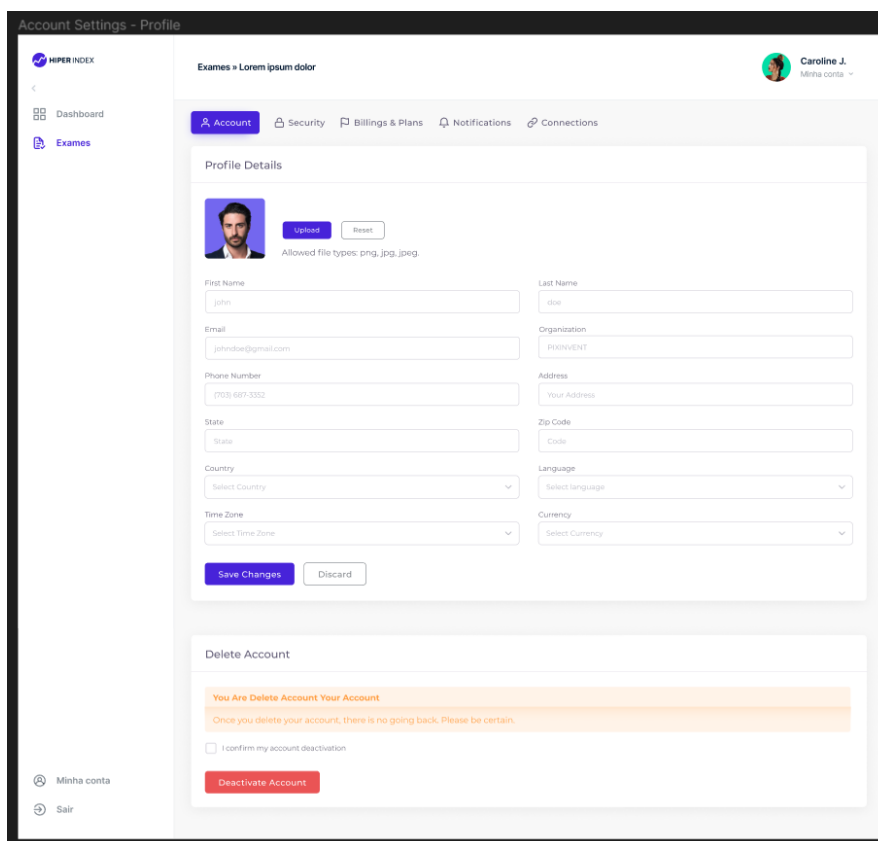 Account Settings - Profile
HIPER INDEX
Exames » Lorem ipsum dolor
Caroline J.
Minha conta
Dashboard
Exames
Account
Security
Billings & Plans
Notifications
Connections
Profile Details
Upload
Reset
Allowed file types: png, jpg, jpeg.
First Name
Last Name
john
doe
Email
Organization
johndoe@gmail.com
PIXINVENT
Phone Number
Address
(703) 687-3352
Your Address
State
Zip Code
State
Code
Country
Language
Select Country
Select language
Time Zone
Currency
Select Time Zone
Select Currency
Save Changes
Discard
Delete Account
You Are Delete Account Your Account
Once you delete your account, there is no going back. Please be certain.
I confirm my account deactivation
Deactivate Account
Minha conta
Sair